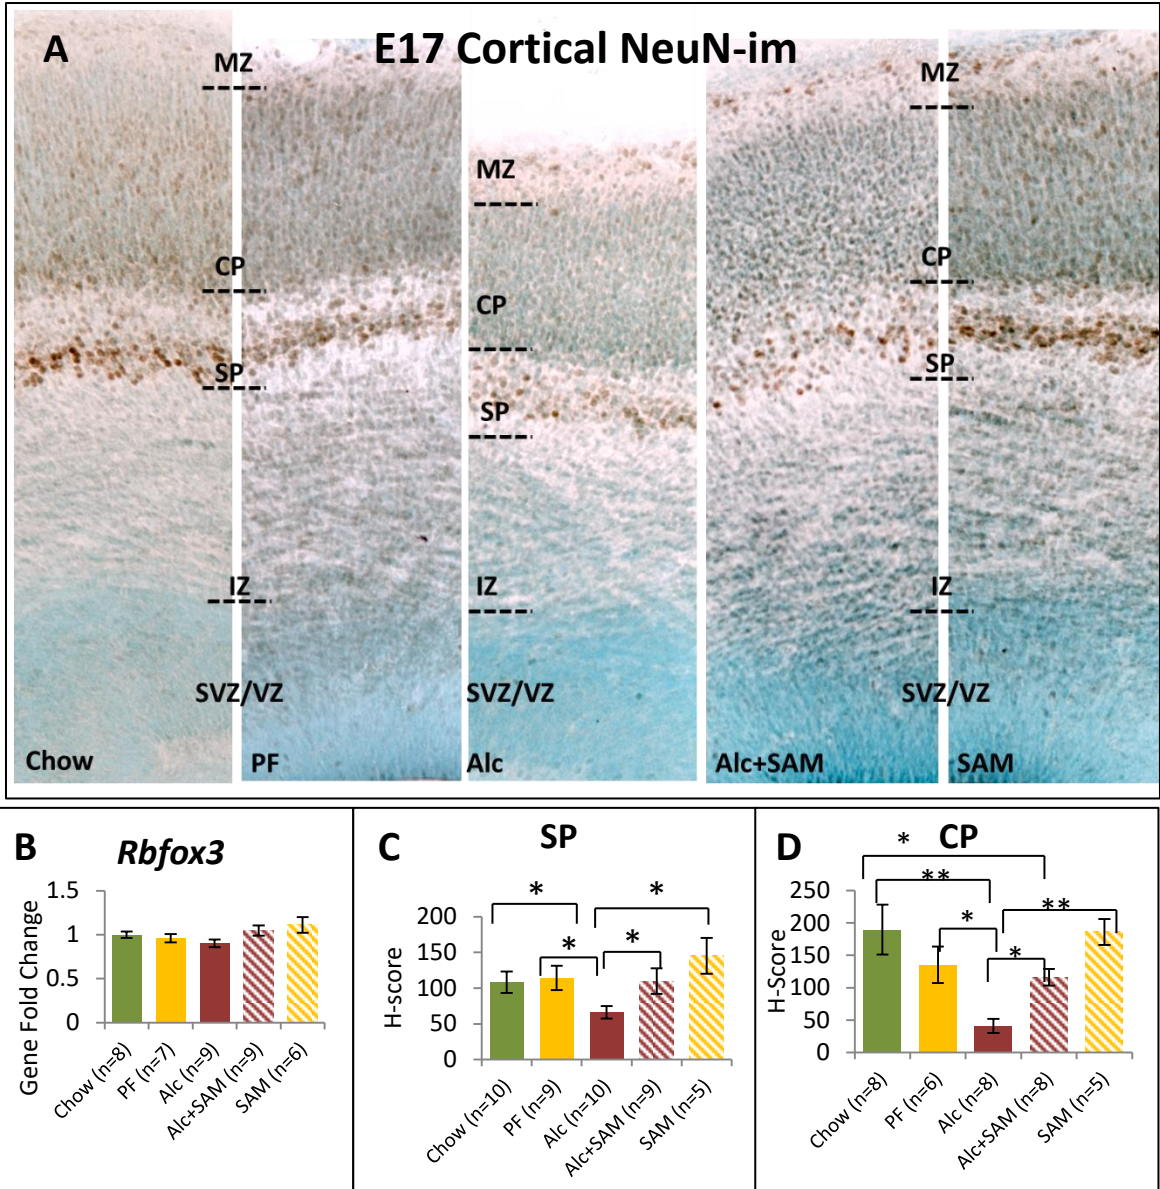 A
E17 Cortical NeuN-im
MZ
MZ
MZ
CP
CP
CP
SP
SP
SP
IZ
IZ
IZ
SVZ/VZ
SVZ/VZ
SVZ/VZ
Chow
PF
Alc
Alc+SAM
SAM
B
Rbfox3
Gene Fold Change
1.5
1
0.5
0
Chow (n=8)
PF (n=7)
Alc (n=9)
Alc+SAM (n=9)
SAM (n=6)
C
SP
H-score
200
150
100
50
0
*
*
*
*
Chow (n=10)
PF (n=9)
Alc (n=10)
Alc+SAM (n=9)
SAM (n=5)
D
CP
H-Score
250
200
150
100
50
0
*
**
**
*
*
Chow (n=8)
PF (n=6)
Alc (n=8)
Alc+SAM (n=8)
SAM (n=5)